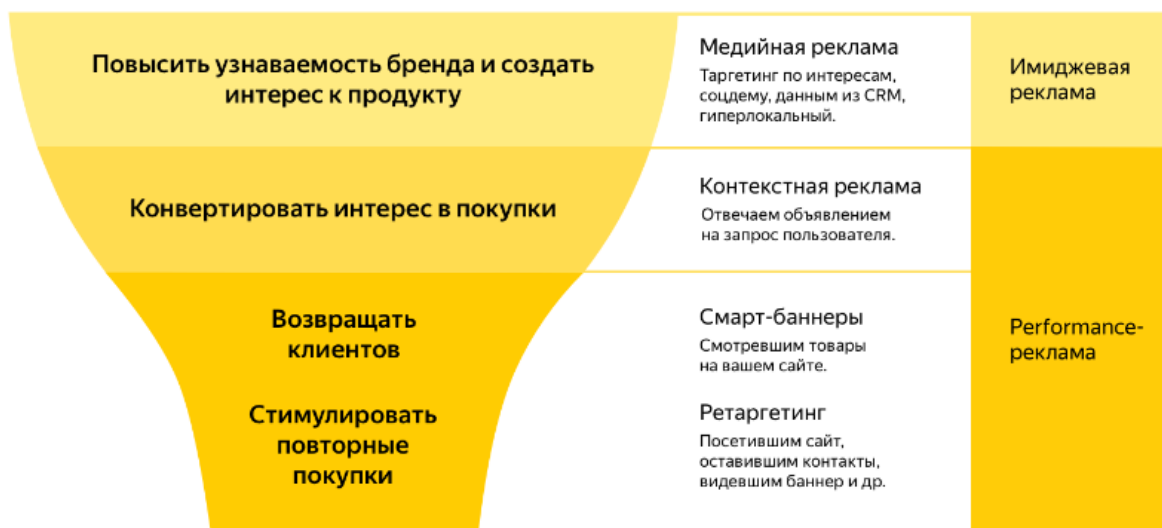 Повысить узнаваемость бренда и создать
интерес к продукту
Медийная реклама
Таргетинг по интересам,
соцдему, данным из CRM,
гиперлокальный.
Имиджевая
реклама
Конвертировать интерес в покупки
Контекстная реклама
Отвечаем объявлением
на запрос пользователя.
Возвращать
клиентов
Смарт-баннеры
Смотревшим товары
на вашем сайте.
Performance-
реклама
Стимулировать
повторные
покупки
Ретаргетинг
Посетившим сайт,
оставившим контакты,
видевшим баннер и др.